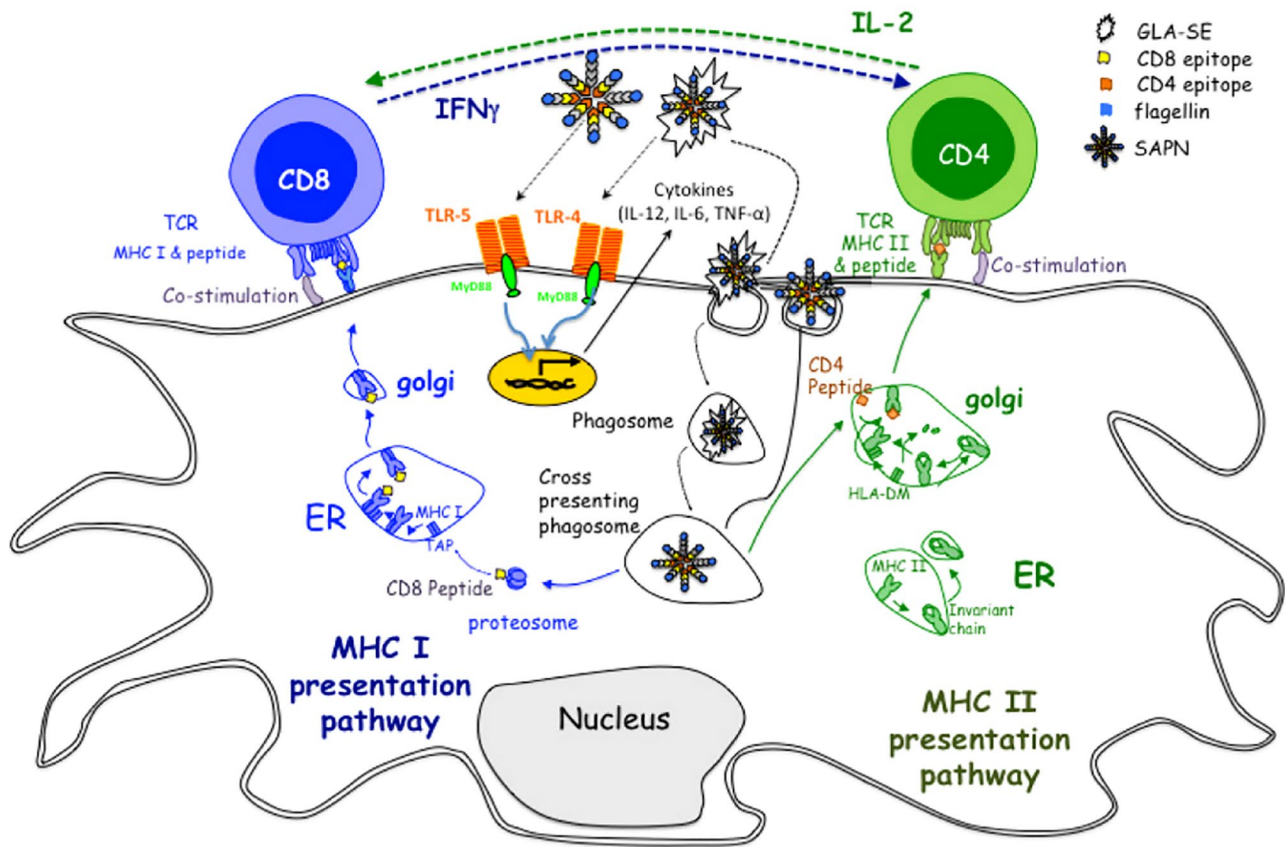 IL-2
IFNγ
GLA-SE
CD8 epitope
CD4 epitope
flagellin
SAPN
CD8
CD4
TCR
MHC I & peptide
Co-stimulation
TLR-5
TLR-4
MyD88
MyD88
Cytokines
(IL-12, IL-6, TNF-α)
TCR
MHC II
& peptide
Co-stimulation
golgi
ER
MHC I
TAP
CD8 Peptide
proteosome
Phagosome
Cross
presenting
phagosome
CD4
Peptide
golgi
HLA-DM
MHC II
ER
Invariant
chain
MHC I
presentation
pathway
Nucleus
MHC II
presentation
pathway